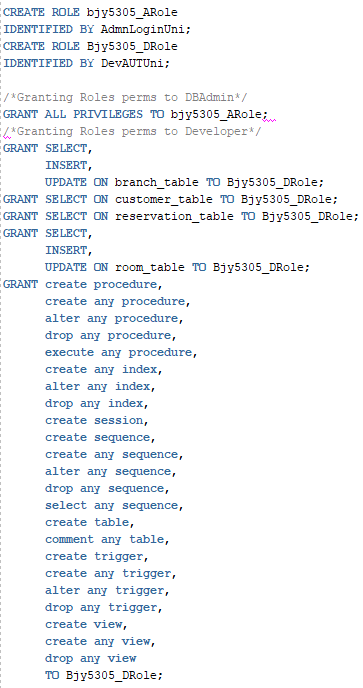 CREATE ROLE bjy5305_ARole
IDENTIFIED BY AdmnLoginUni;
CREATE ROLE Bjy5305_DRole
IDENTIFIED BY DevAUTUni;
/*Granting Roles perms to DBAdmin*/
GRANT ALL PRIVILEGES TO bjy5305_ARole;
/*Granting Roles perms to Developer*/
GRANT SELECT,
INSERT,
UPDATE ON branch_table TO Bjy5305_DRole;
GRANT SELECT ON customer_table TO Bjy5305_DRole;
GRANT SELECT ON reservation_table TO Bjy5305_DRole;
GRANT SELECT,
INSERT,
UPDATE ON room_table TO Bjy5305_DRole;
GRANT create procedure,
create any procedure,
alter any procedure,
drop any procedure,
execute any procedure,
create any index,
alter any index,
drop any index,
create session,
create sequence,
create any sequence,
alter any sequence,
drop any sequence,
select any sequence,
create table,
comment any table,
create trigger,
create any trigger,
alter any trigger,
drop any trigger,
create view,
create any view,
drop any view
TO Bjy5305_DRole;